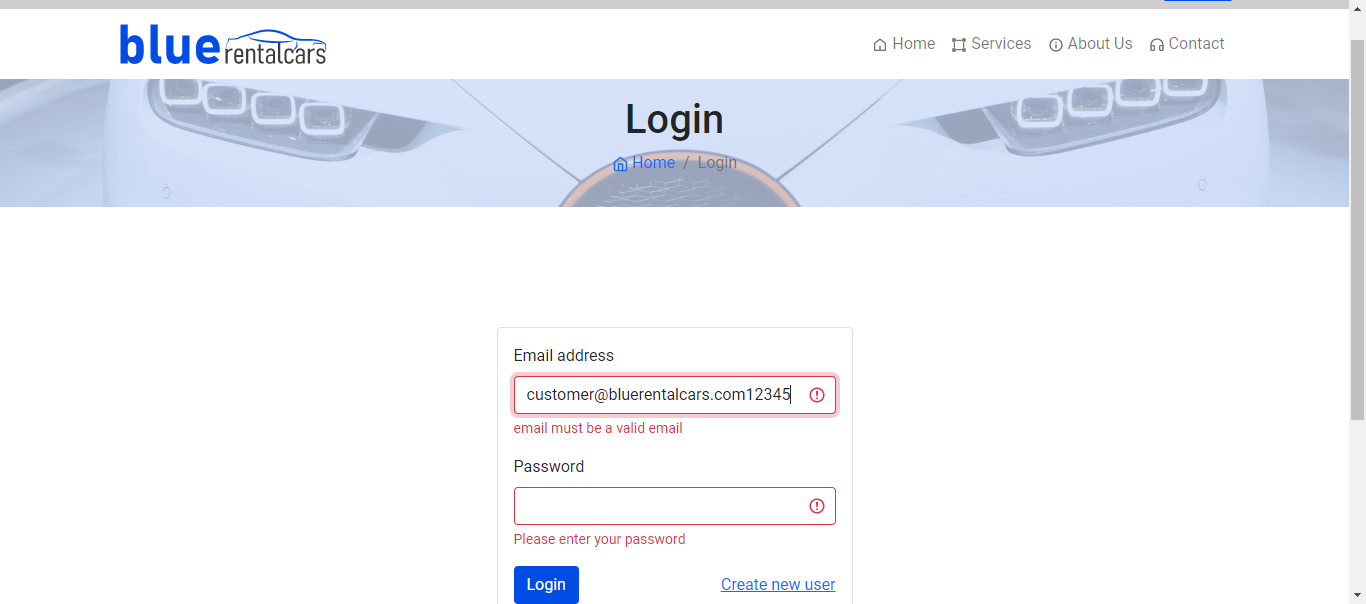 blue rentalcars
Home Services About Us Contact
Login
Home / Login
Email address
customer@bluerentalcars.com12345
email must be a valid email
Password
Please enter your password
Login Create new user